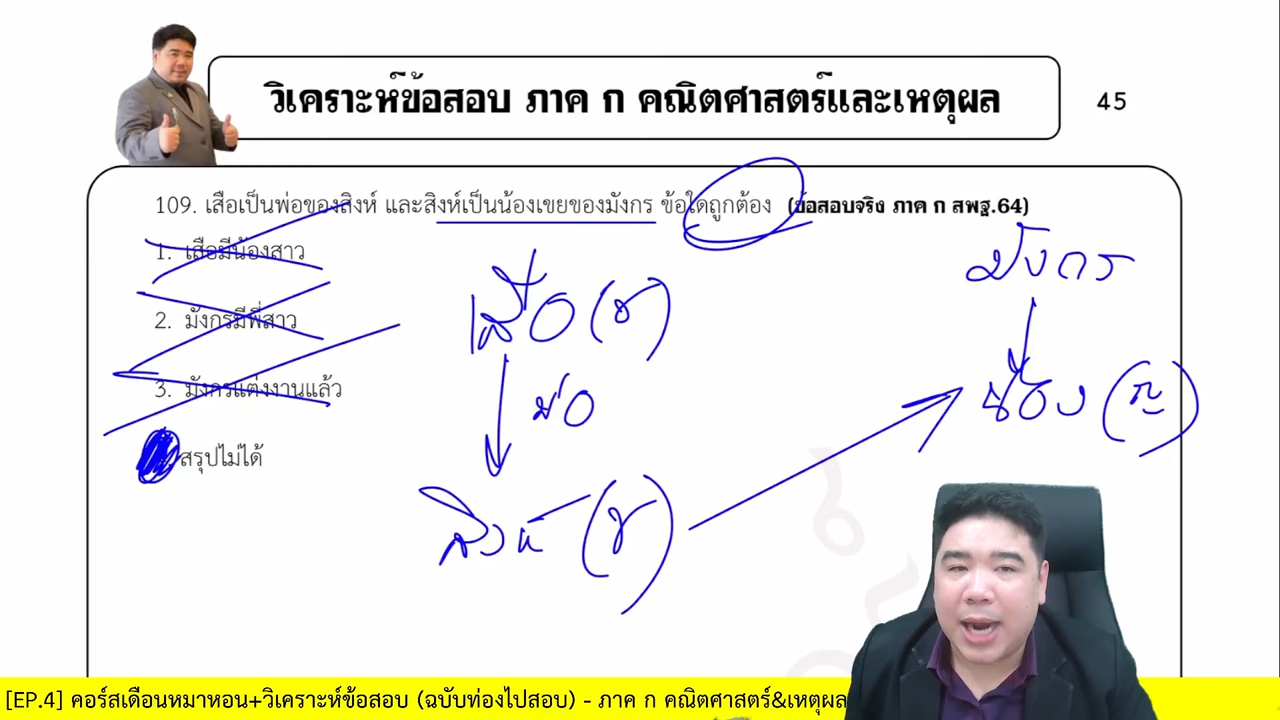 วิเคราะห์ข้อสอบ ภาค ก คณิตศาสตร์และเหตุผล
45
109. เสือเป็นพ่อของสิงห์ และสิงห์เป็นน้องเขยของมังกร ข้อใดถูกต้อง (ข้อสอบจริง ภาค ก สพฐ.64)
1. เสือมีน้องสาว
2. มังกรมีพี่สาว
3. มังกรแต่งงานแล้ว
สรุปไม่ได้
เสือ (ช)
มังกร
พ่อ
น้อง (ญ)
สิงห์ (ช)
[EP.4] คอร์สเดือนหมาหอน+วิเคราะห์ข้อสอบ (ฉบับท่องไปสอบ) - ภาค ก คณิตศาสตร์&เหตุผล